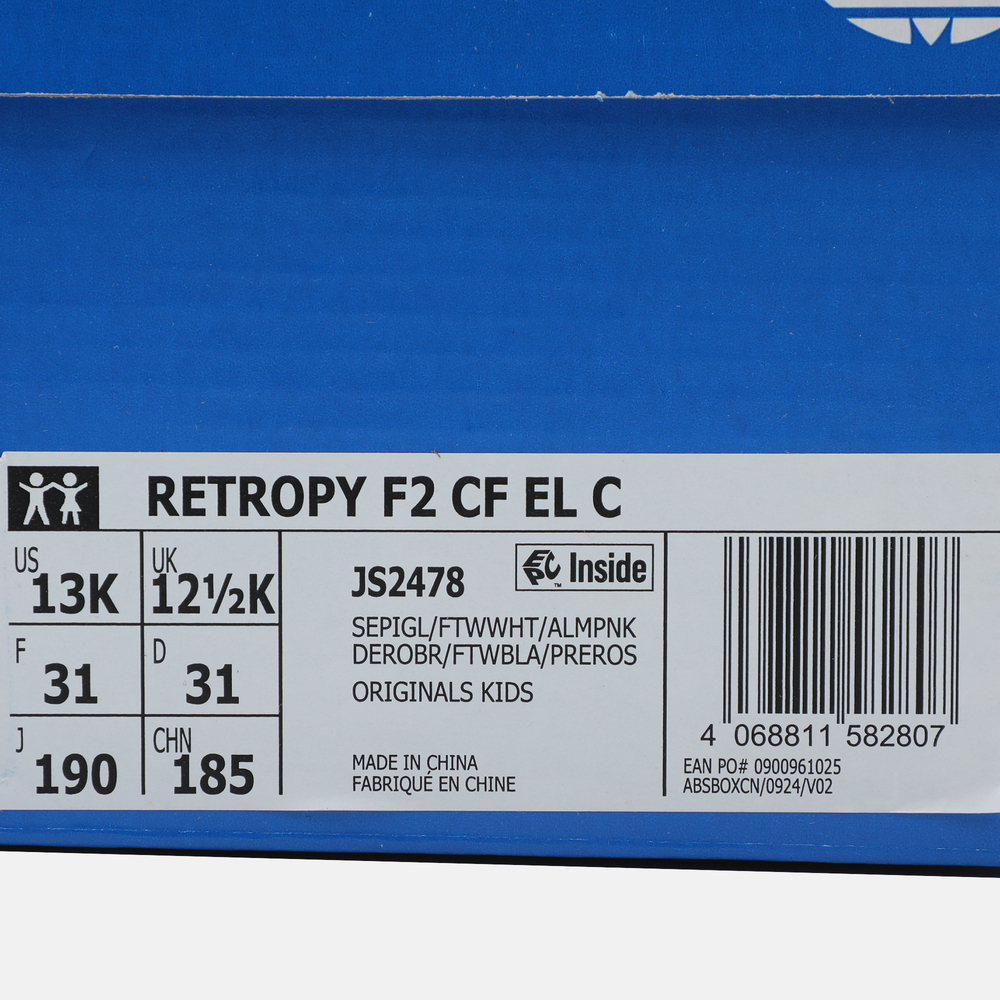 RETROPY F2 CF EL C
US 13K
UK 12½K
F 31
D 31
J 190
CHN 185
JS2478
EPC Inside
™
SEPIGL/FTWWHT/ALMPNK
DEROBR/FTWBLA/PREROS
ORIGINALS KIDS
MADE IN CHINA
FABRIQUÉ EN CHINE
4 068811 582807
EAN PO# 0900961025
ABSBOXCN/0924/V02